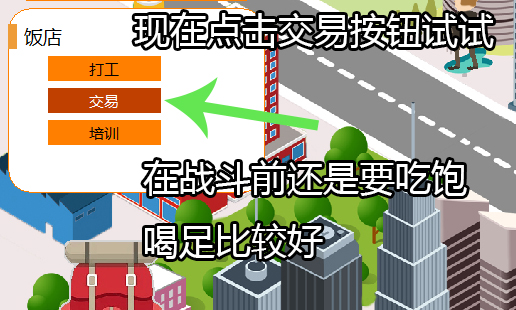 现在点击交易按钮试试
饭店
打工
交易
培训
在战斗前还是要吃饱
喝足比较好